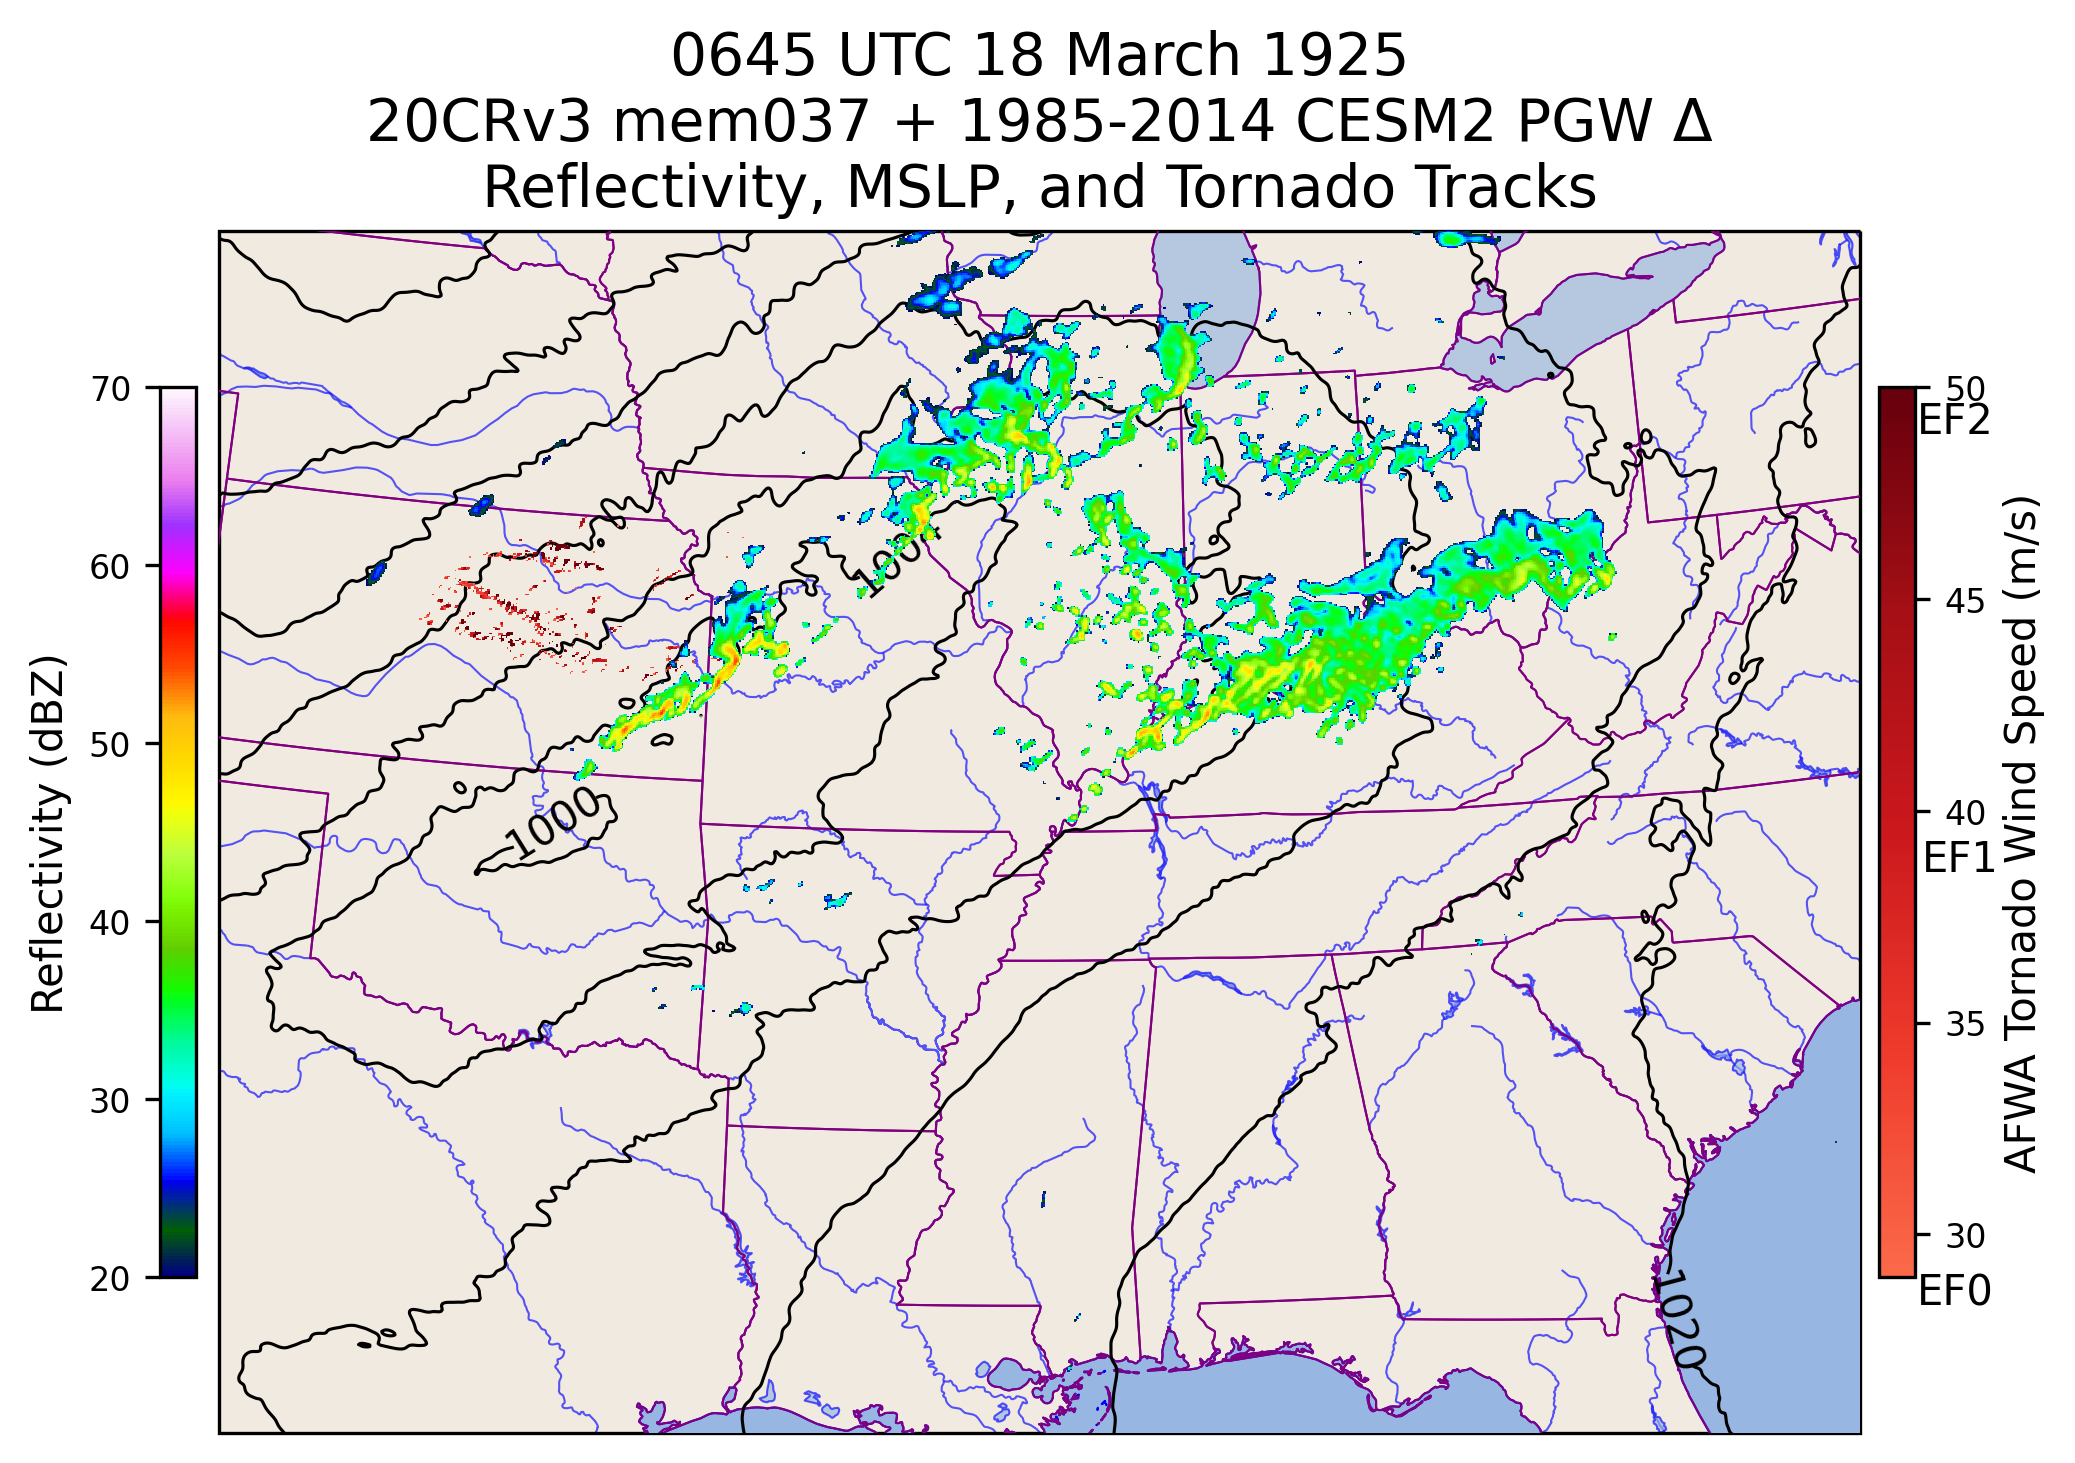 0645 UTC 18 March 1925
20CRv3 mem037 + 1985-2014 CESM2 PGW Δ
Reflectivity, MSLP, and Tornado Tracks
Reflectivity (dBZ)
70
60
50
40
30
20
1004
1000
1020
50
EF2
45
40
EF1
35
30
EF0
AFWA Tornado Wind Speed (m/s)